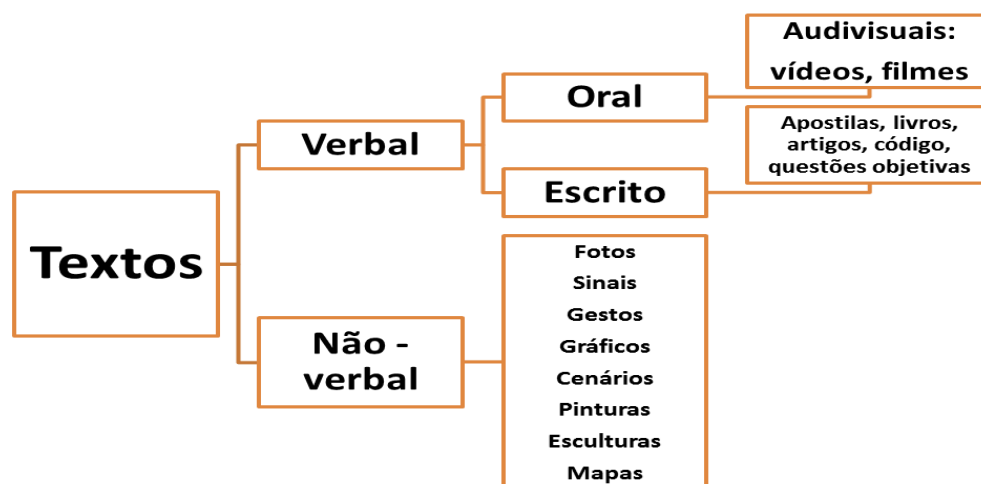 Textos
Verbal
Oral
Audivisuais:
vídeos, filmes
Escrito
Apostilas, livros,
artigos, código,
questões objetivas
Não -
verbal
Fotos
Sinais
Gestos
Gráficos
Cenários
Pinturas
Esculturas
Mapas